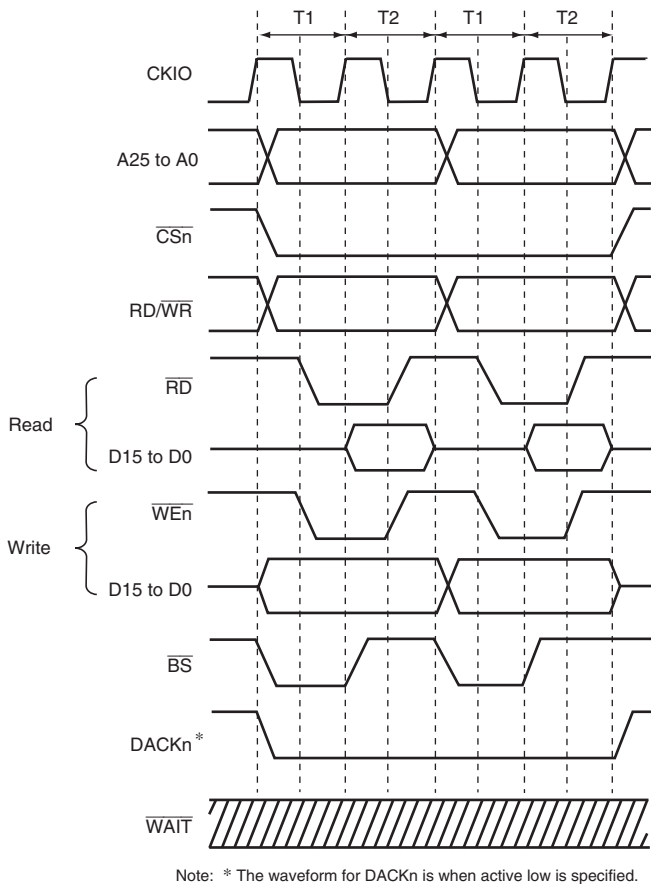 T1 T2 T1 T2
CKIO
A25 to A0
CSn
RD/WR
RD
Read
D15 to D0
WEn
Write
D15 to D0
BS
DACKn*
WAIT
Note: * The waveform for DACKn is when active low is specified.